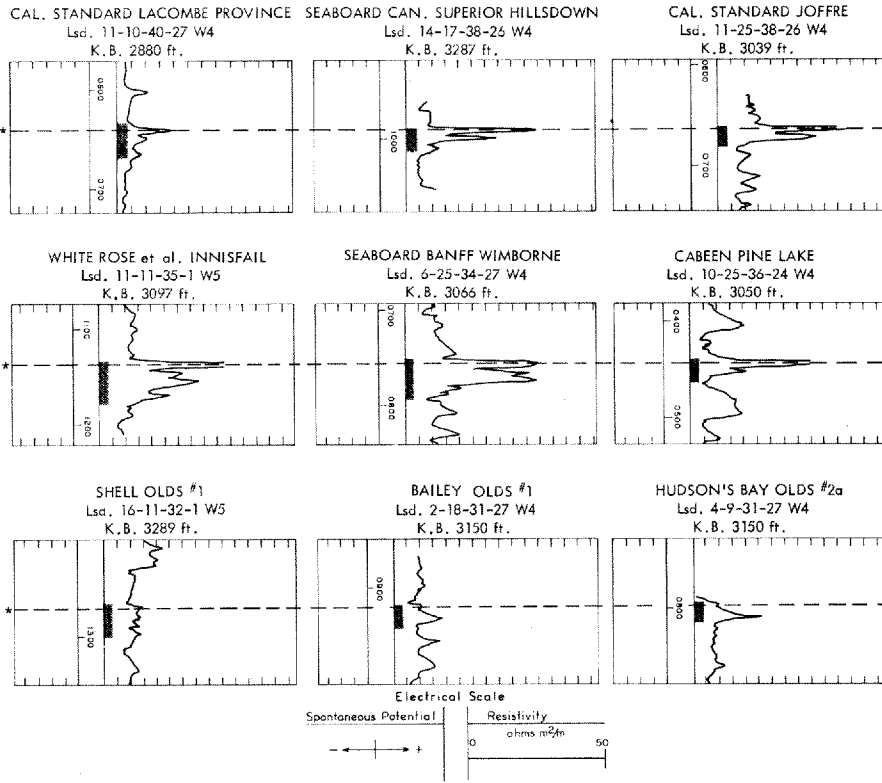 CAL. STANDARD LACOMBE PROVINCE
Lsd. 11-10-40-27 W4
K.B. 2880 ft.
SEABOARD CAN. SUPERIOR HILLSDOWN
Lsd. 14-17-38-26 W4
K.B. 3287 ft.
CAL. STANDARD JOFFRE
Lsd. 11-25-38-26 W4
K.B. 3039 ft.
*
0600
0700
1000
0600
0700
WHITE ROSE et al. INNISFAIL
Lsd. 11-11-35-1 W5
K.B. 3097 ft.
SEABOARD BANFF WIMBORNE
Lsd. 6-25-34-27 W4
K.B. 3066 ft.
CABEEN PINE LAKE
Lsd. 10-25-36-24 W4
K.B. 3050 ft.
*
1100
1200
0700
0800
0400
0500
SHELL OLDS #1
Lsd. 16-11-32-1 W5
K.B. 3289 ft.
BAILEY OLDS #1
Lsd. 2-18-31-27 W4
K.B. 3150 ft.
HUDSON'S BAY OLDS #2a
Lsd. 4-9-31-27 W4
K.B. 3150 ft.
*
1300
0900
0800
Electrical Scale
Spontaneous Potential
Resistivity
ohms m²/m
0 50
- +